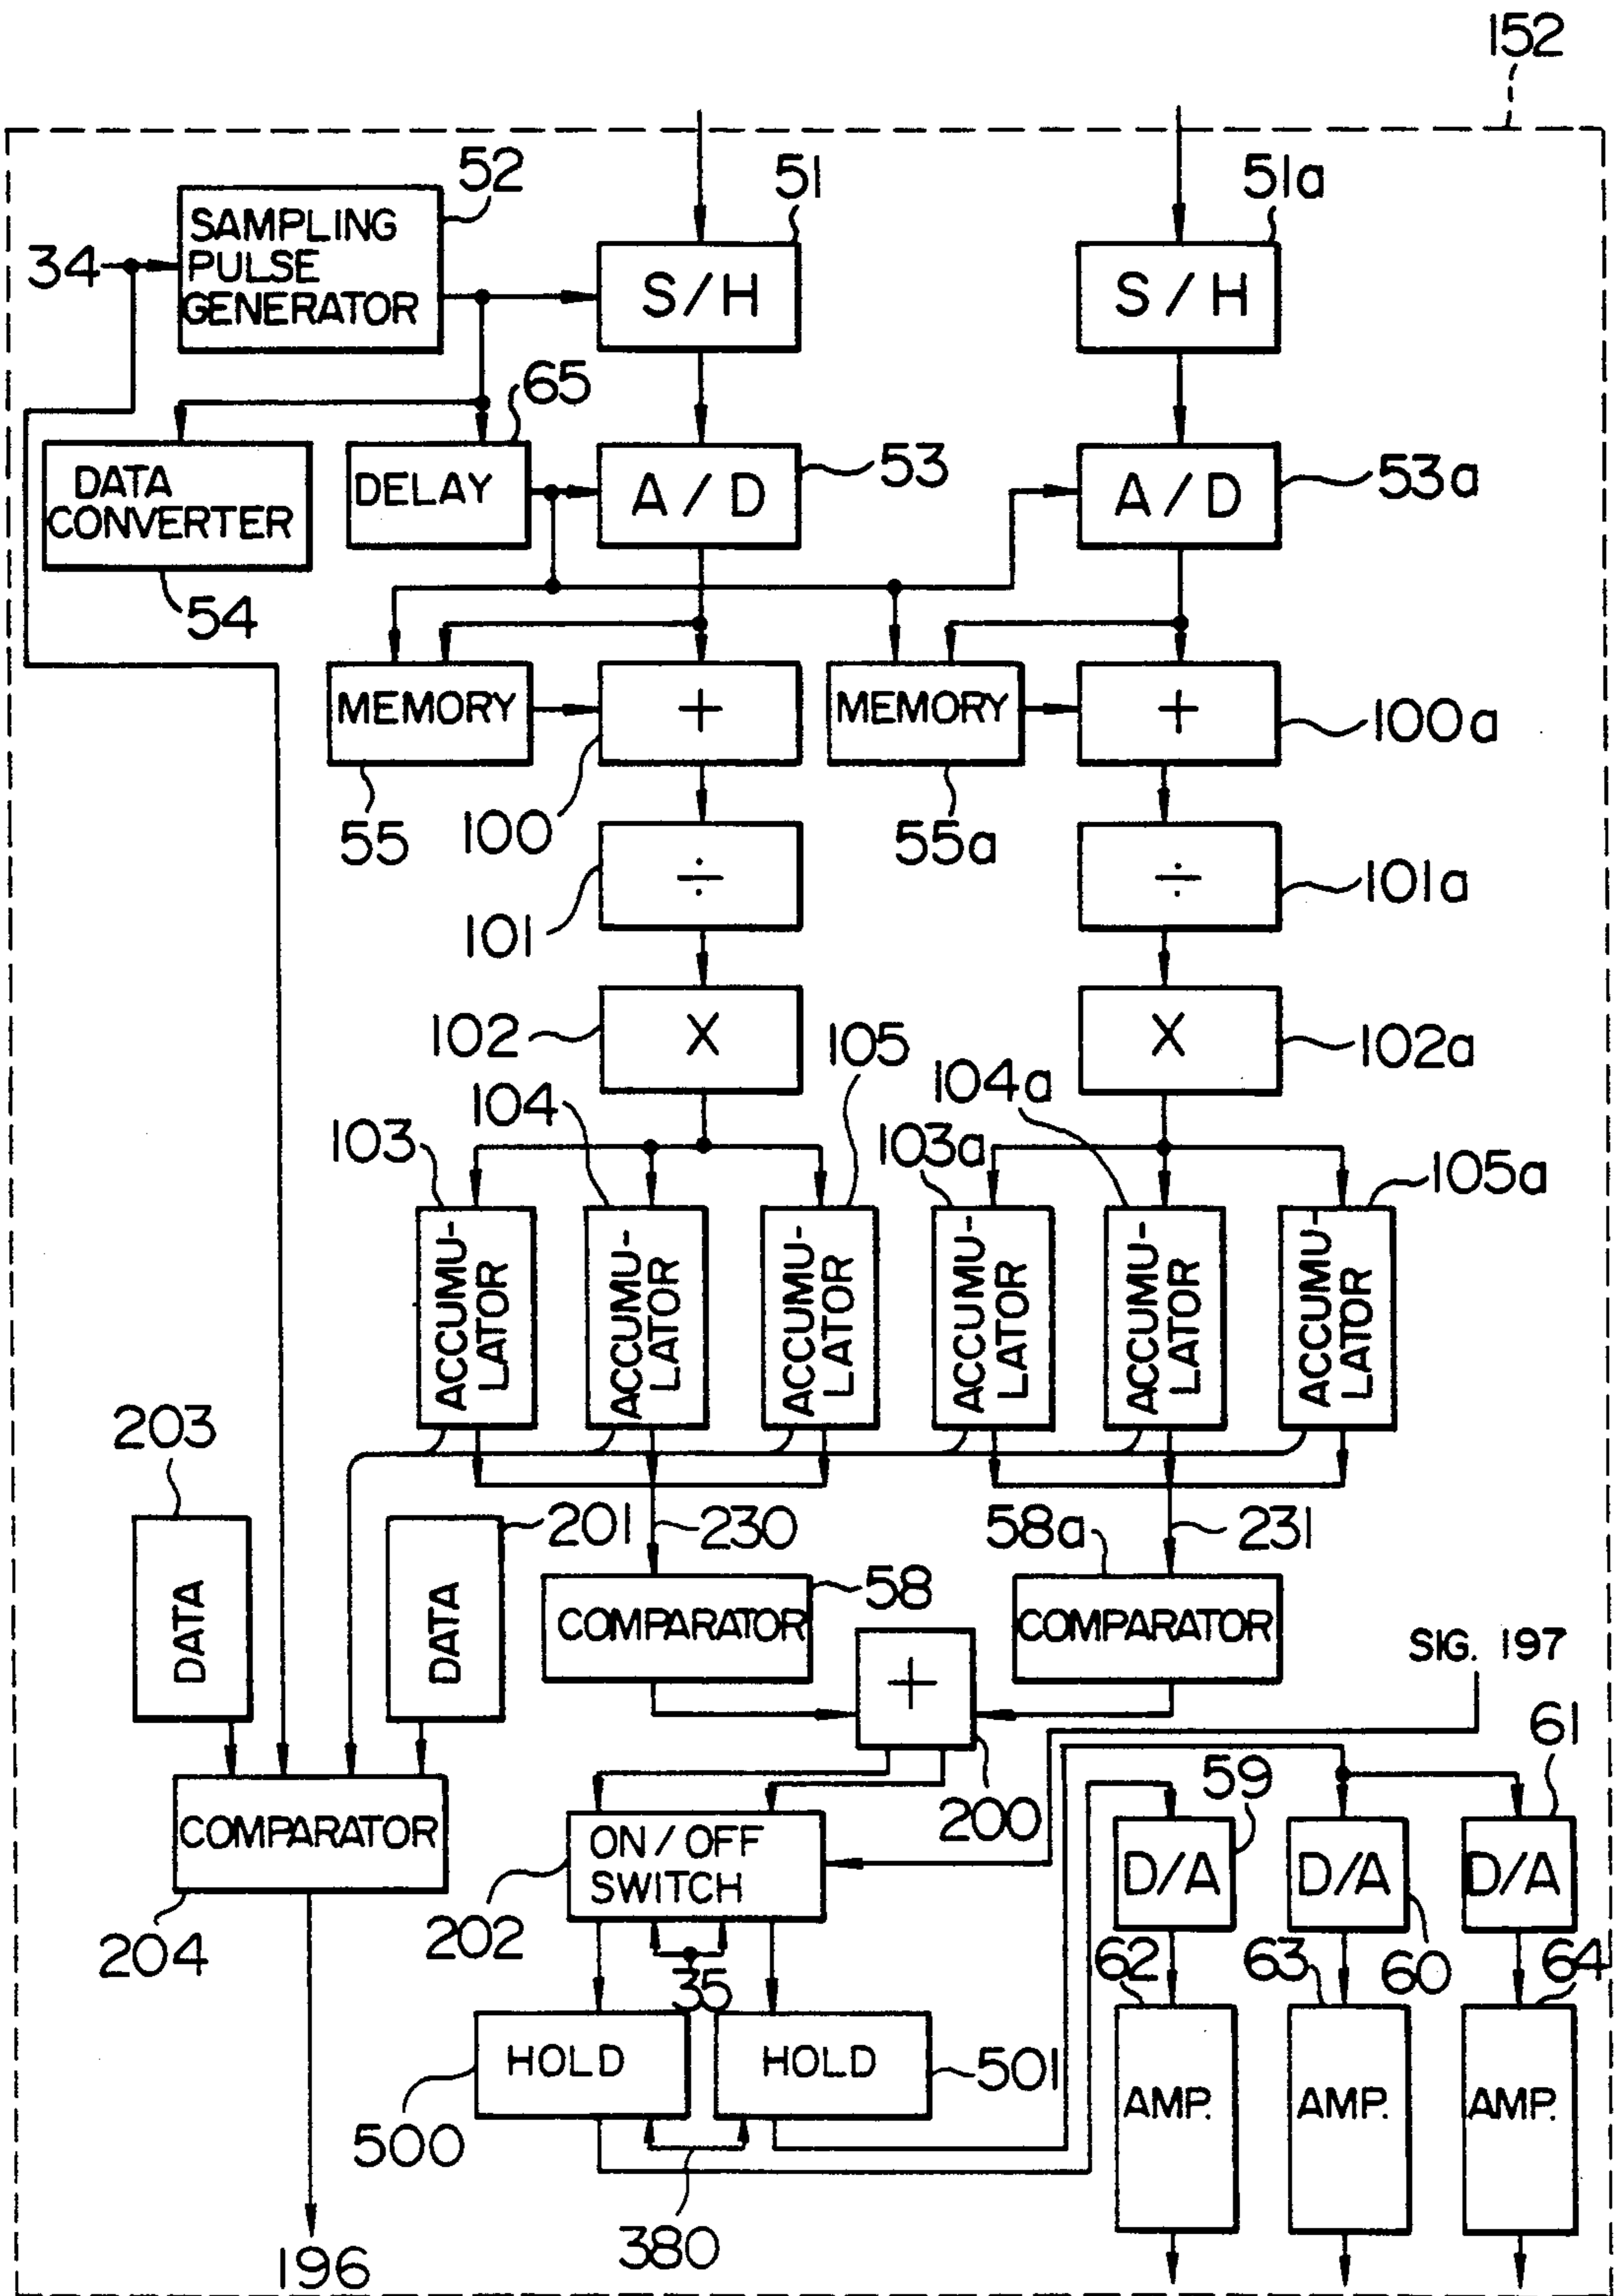 152
52
51
51a
SAMPLING
PULSE
GENERATOR
34
S/H
S/H
65
53
53a
DATA
CONVERTER
DELAY
A/D
A/D
54
MEMORY
+
MEMORY
+
100a
55
100
55a
÷
÷
101a
101
102
X
105
X
102a
104
104a
103
103a
105a
ACCUMU-
LATOR
ACCUMU-
LATOR
ACCUMU-
LATOR
ACCUMU-
LATOR
ACCUMU-
LATOR
ACCUMU-
LATOR
203
201
230
58a
231
DATA
DATA
58
COMPARATOR
COMPARATOR
+
SIG. 197
61
59
200
COMPARATOR
ON/OFF
SWITCH
D/A
D/A
D/A
204
202
62
63
60
64
35
HOLD
HOLD
501
500
AMP.
AMP.
AMP.
380
196